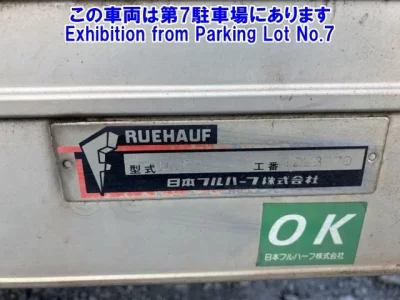 この車両は第7駐車場にあります
Exhibition from Parking Lot No.7
RUEHAUF
型式 工番
日本フルハーフ株式会社
OK
日本フルハーフ株式会社